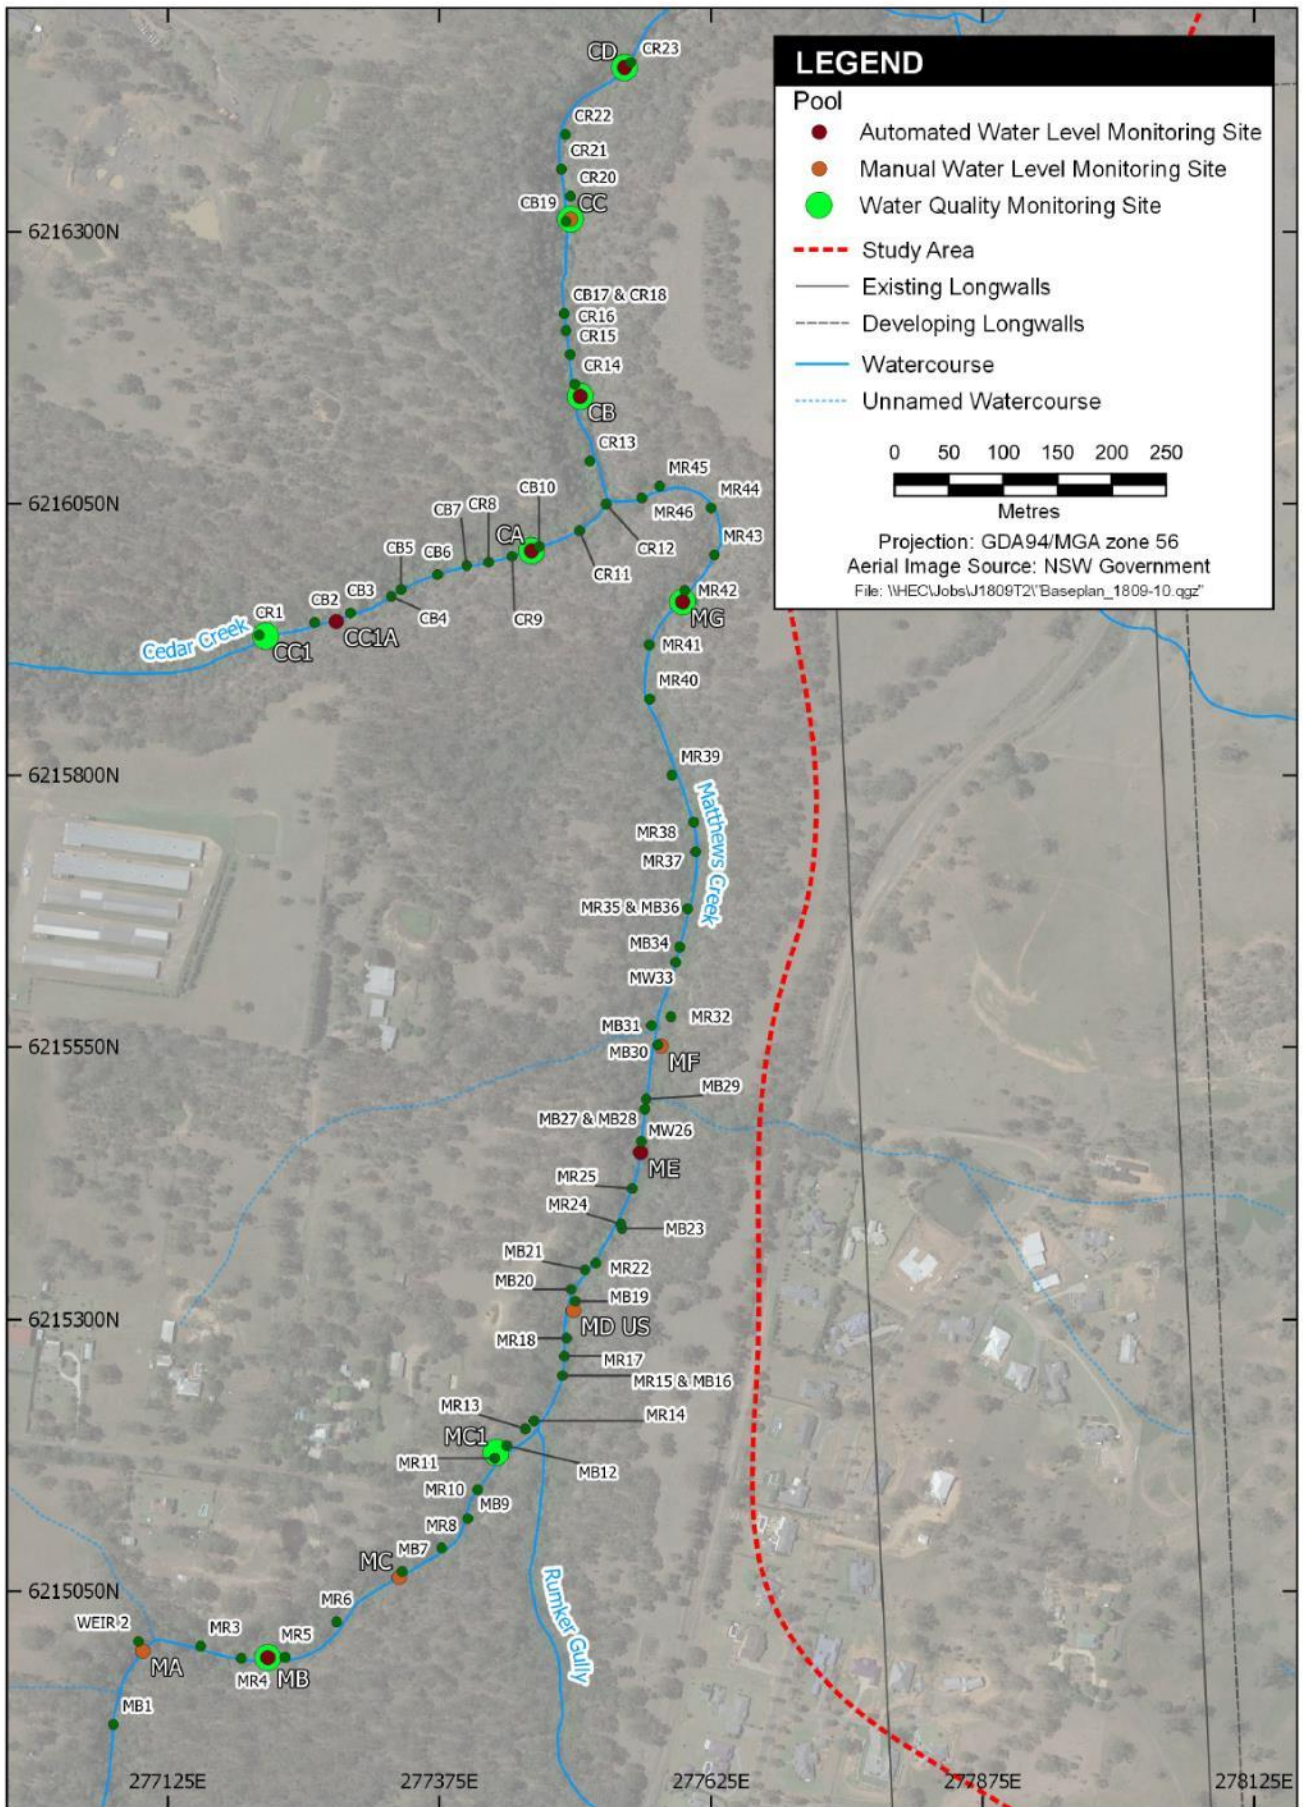 CD
CR23
LEGEND
Pool
Automated Water Level Monitoring Site
Manual Water Level Monitoring Site
Water Quality Monitoring Site
Study Area
Existing Longwalls
Developing Longwalls
Watercourse
Unnamed Watercourse
0 50 100 150 200 250
Metres
Projection: GDA94/MGA zone 56
Aerial Image Source: NSW Government
File: \\HEC\Jobs\J1809T2\"Baseplan_1809-10.qgz"
CR22
CR21
CR20
CB19
CC
6216300N
CB17 & CR18
CR16
CR15
CR14
CB
CR13
MR45
MR44
6216050N
CB10
CR8
CB7
MR46
CA
MR43
CR12
CR11
CB5
CB6
CB3
CB2
CB4
CR9
MR42
MG
CR1
CC1A
CC1
Cedar Creek
MR41
MR40
MR39
6215800N
Matthews Creek
MR38
MR37
MR35 & MB36
MB34
MW33
MR32
MB31
MB30
MF
6215550N
MB29
MB27 & MB28
MW26
ME
MR25
MR24
MB23
MB21
MR22
MB20
MB19
6215300N
MD US
MR18
MR17
MR15 & MB16
MR13
MR14
MC1
MR11
MB12
MR10
MB9
MR8
MB7
MC
6215050N
MR6
WEIR 2
MR3
MR5
MA
MR4
MB
MB1
Rumker Gully
277125E
277375E
277625E
277875E
278125E